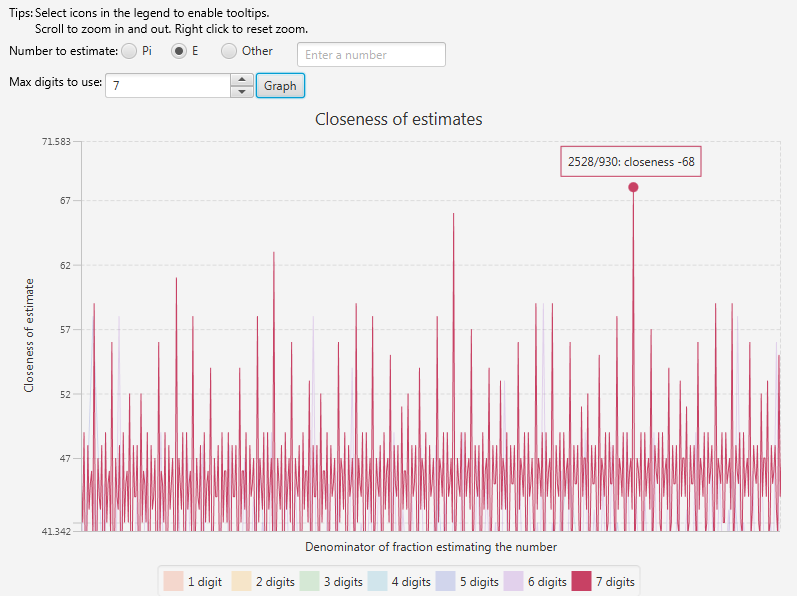 Tips: Select icons in the legend to enable tooltips.
Scroll to zoom in and out. Right click to reset zoom.
Number to estimate: Pi E Other Enter a number
Max digits to use: 7 Graph
Closeness of estimates
71.583
2528/930: closeness -68
67
62
57
52
47
41.342
Closeness of estimate
Denominator of fraction estimating the number
1 digit 2 digits 3 digits 4 digits 5 digits 6 digits 7 digits